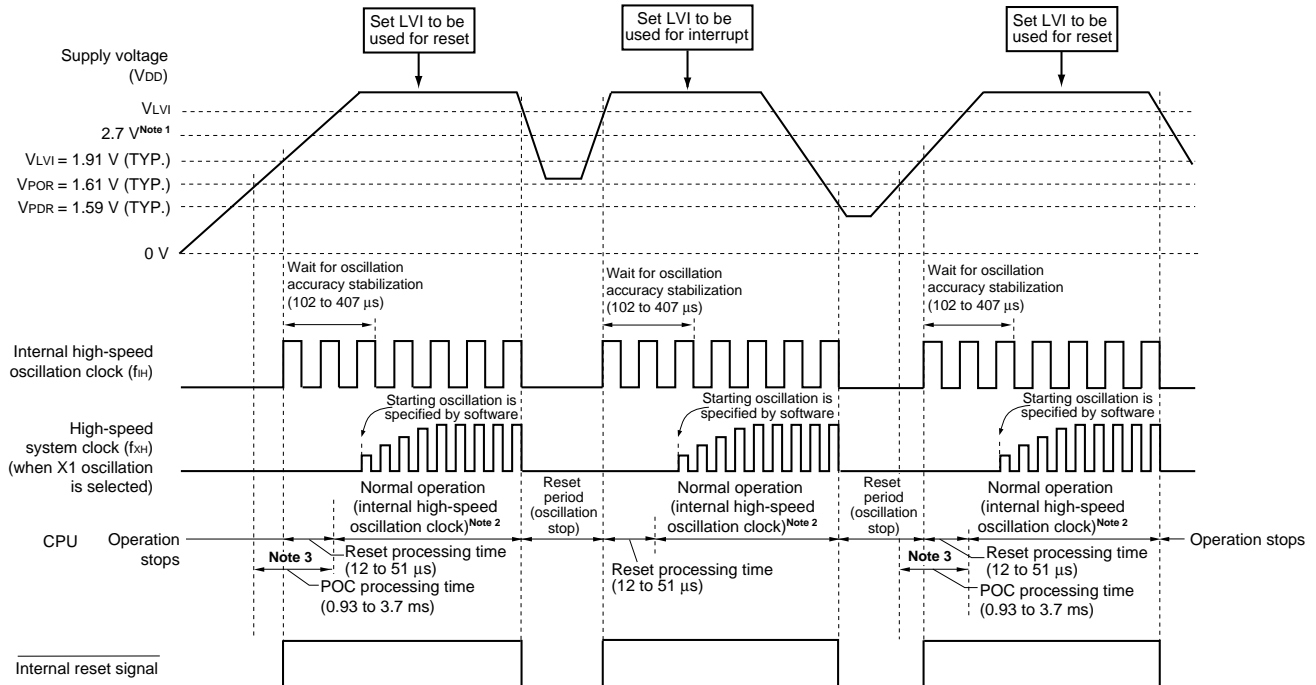 Set LVI to be
used for reset
Set LVI to be
used for interrupt
Set LVI to be
used for reset
Supply voltage
(VDD)
VLVI
2.7 V Note 1
VLVI = 1.91 V (TYP.)
VPOR = 1.61 V (TYP.)
VPDR = 1.59 V (TYP.)
0 V
Wait for oscillation
accuracy stabilization
(102 to 407 μs)
Wait for oscillation
accuracy stabilization
(102 to 407 μs)
Wait for oscillation
accuracy stabilization
(102 to 407 μs)
Internal high-speed
oscillation clock (fIH)
Starting oscillation is
specified by software
Starting oscillation is
specified by software
Starting oscillation is
specified by software
High-speed
system clock (fXH)
(when X1 oscillation
is selected)
Normal operation
(internal high-speed
oscillation clock)Note 2
Reset
period
(oscillation
stop)
Normal operation
(internal high-speed
oscillation clock)Note 2
Reset
period
(oscillation
stop)
Normal operation
(internal high-speed
oscillation clock)Note 2
CPU
Operation
stops
Operation stops
Note 3
Reset processing time
(12 to 51 μs)
POC processing time
(0.93 to 3.7 ms)
Reset processing time
(12 to 51 μs)
Note 3
Reset processing time
(12 to 51 μs)
POC processing time
(0.93 to 3.7 ms)
Internal reset signal